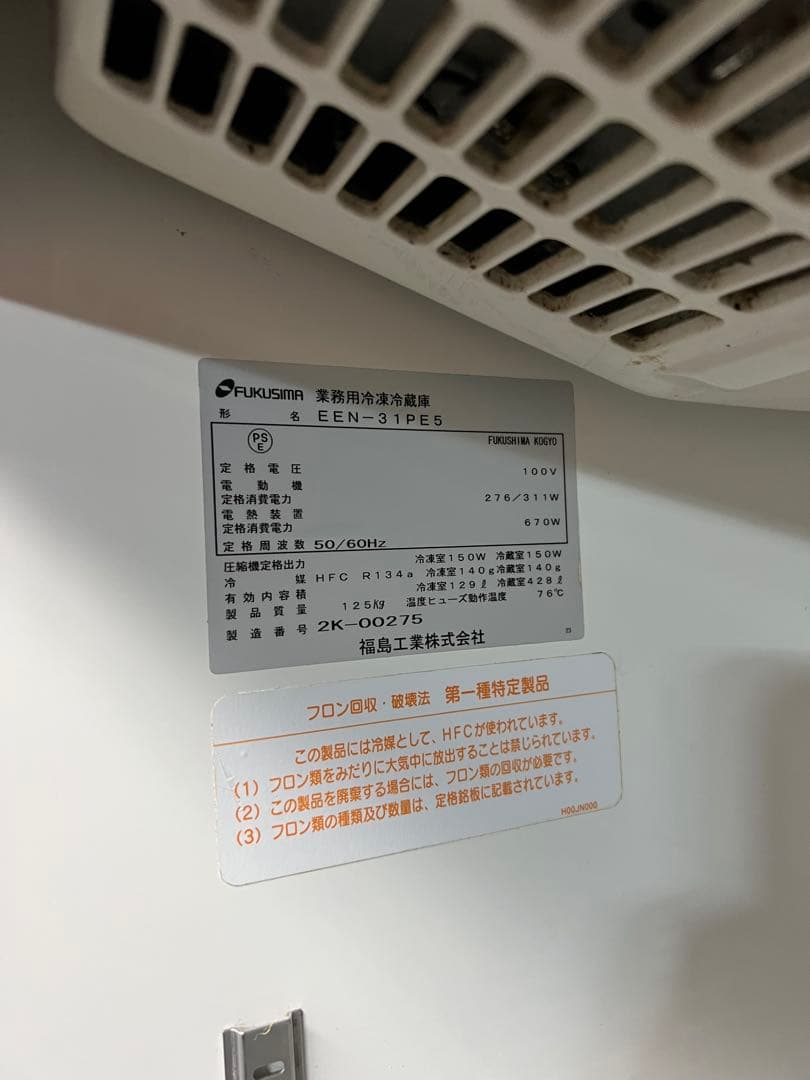 FUKUSIMA 業務用冷凍冷蔵庫
形名 EEN-31PE5
PS E FUKUSHIMA KOGYO
定格電圧 100V
電動機
定格消費電力 276/311W
電熱装置
定格消費電力 670W
定格周波数 50/60Hz
圧縮機定格出力 冷凍室150W 冷蔵室150W
冷媒 HFC R134a 冷凍室140g冷蔵室140g
有効内容積 冷凍室129ℓ 冷蔵室428ℓ
製品質量 125Kg 温度ヒューズ動作温度 76℃
製造番号 2K-00275
福島工業株式会社
フロン回収・破壊法 第一種特定製品
この製品には冷媒として、HFCが使われています。
(1) フロン類をみだりに大気中に放出することは禁じられています。
(2) この製品を廃棄する場合には、フロン類の回収が必要です。
(3) フロン類の種類及び数量は、定格銘板に記載されています。
H00JN000